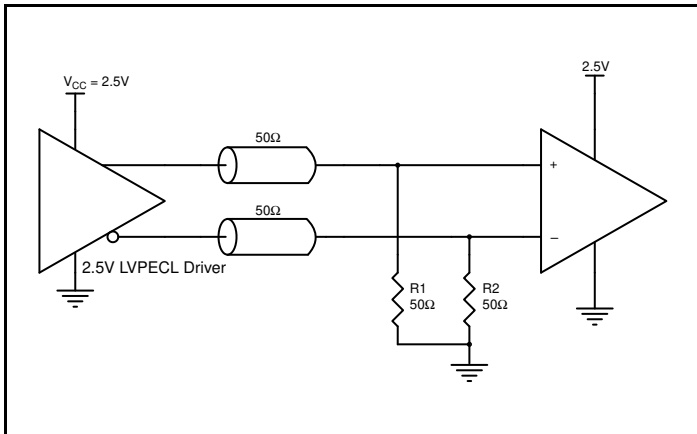 V_CC = 2.5V
2.5V
50Ω
50Ω
+
−
2.5V LVPECL Driver
R1
50Ω
R2
50Ω